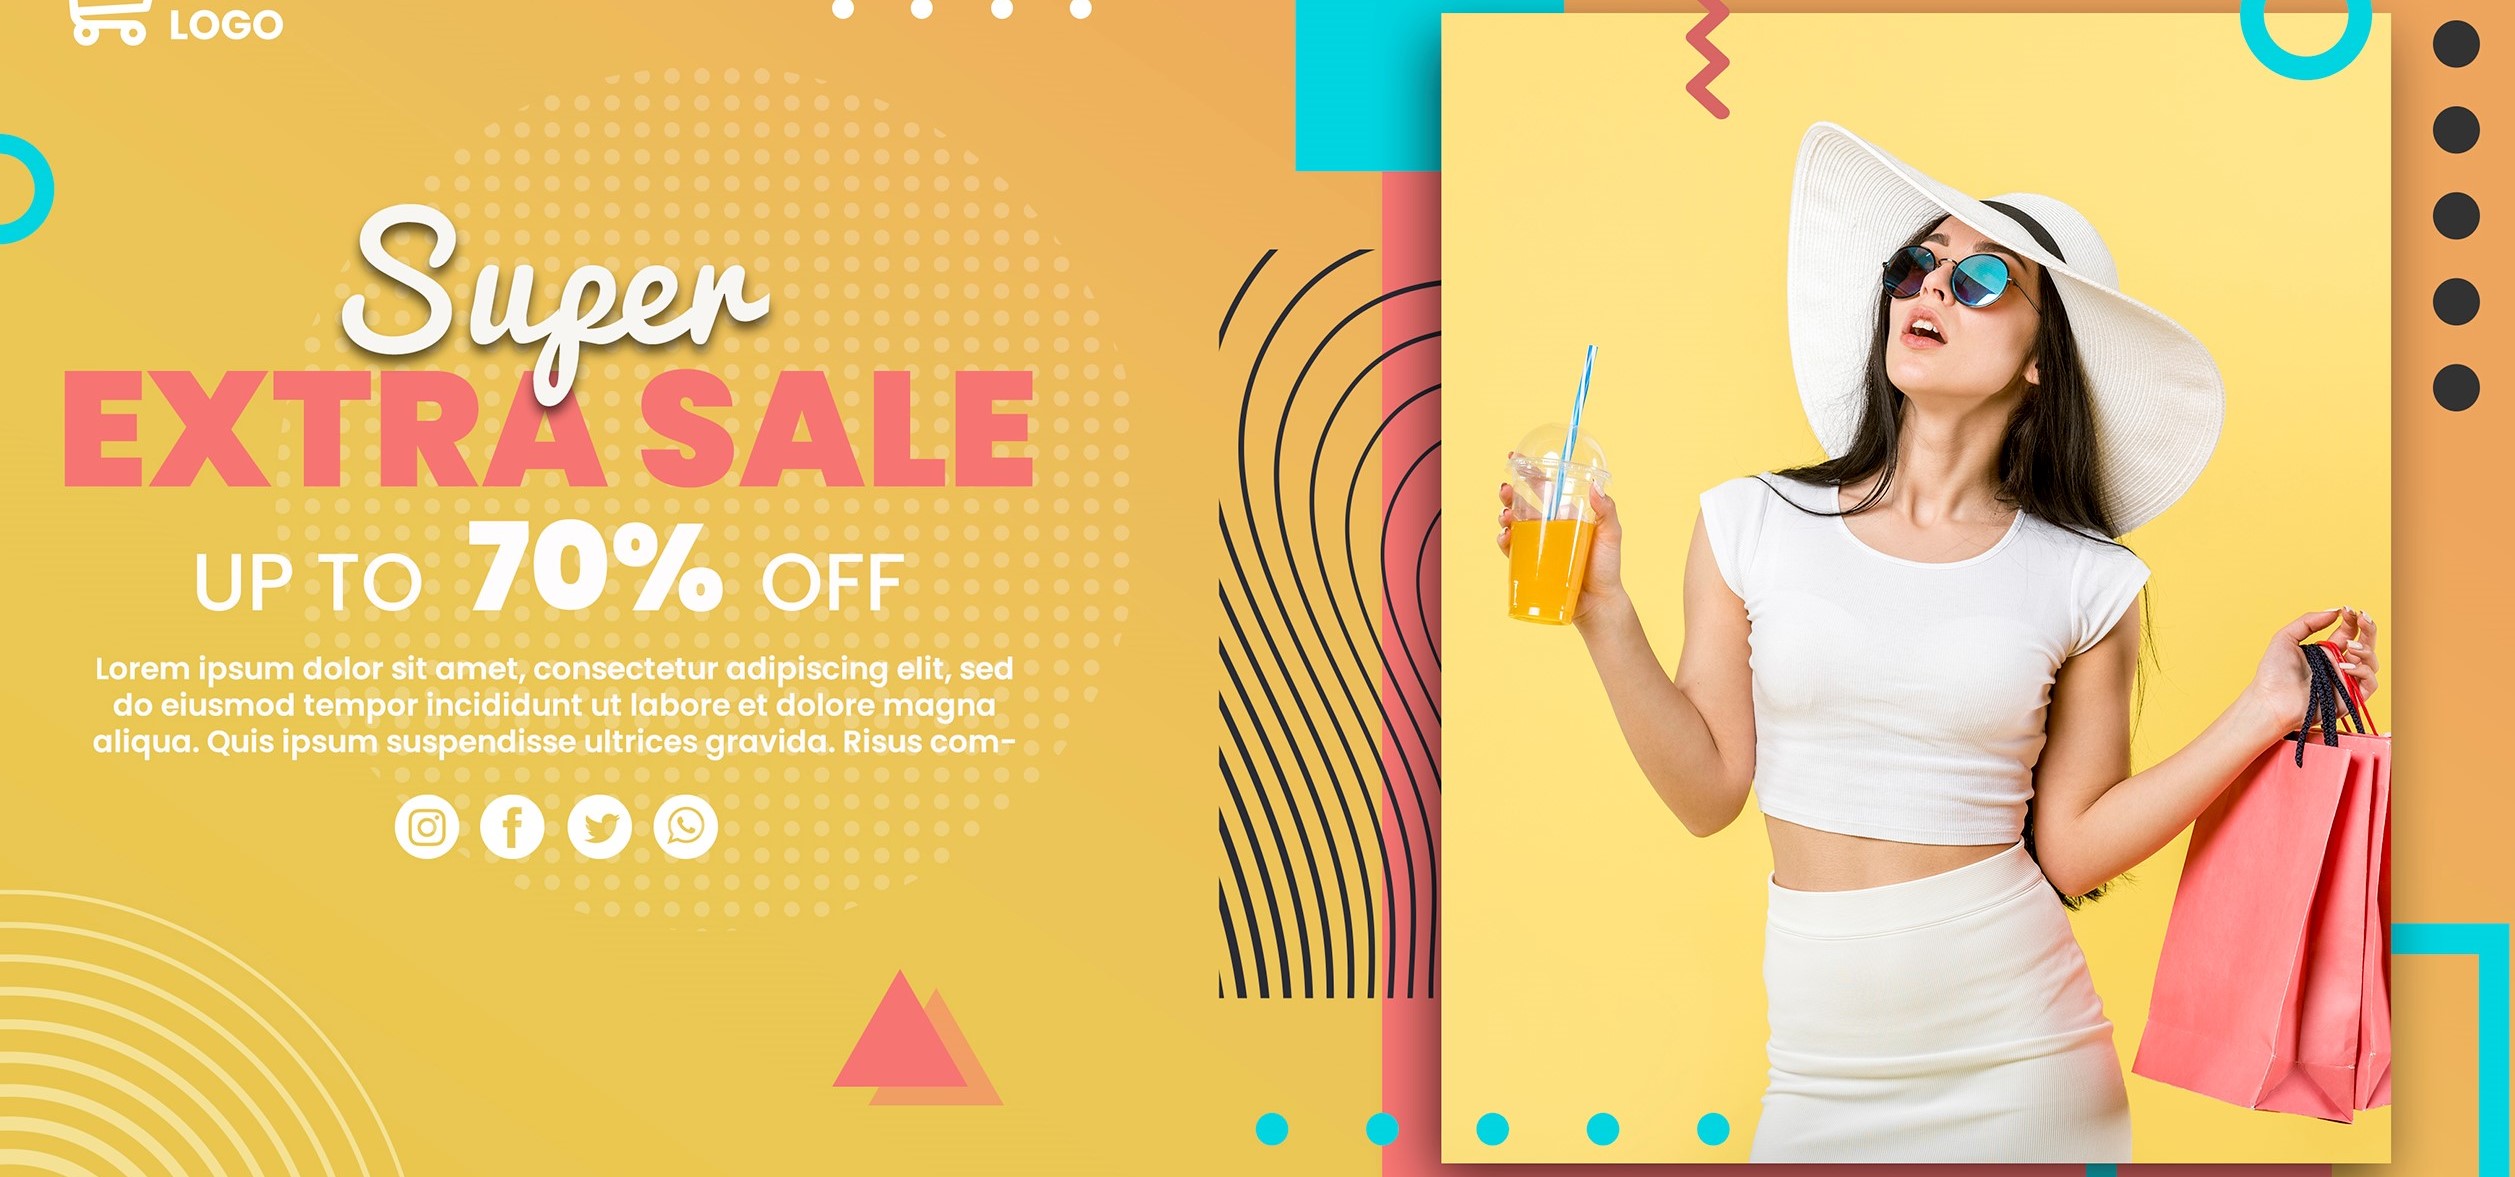 LOGO
Super
EXTRA SALE
UP TO 70% OFF
Lorem ipsum dolor sit amet, consectetur adipiscing elit, sed
do eiusmod tempor incididunt ut labore et dolore magna
aliqua. Quis ipsum suspendisse ultrices gravida. Risus com-